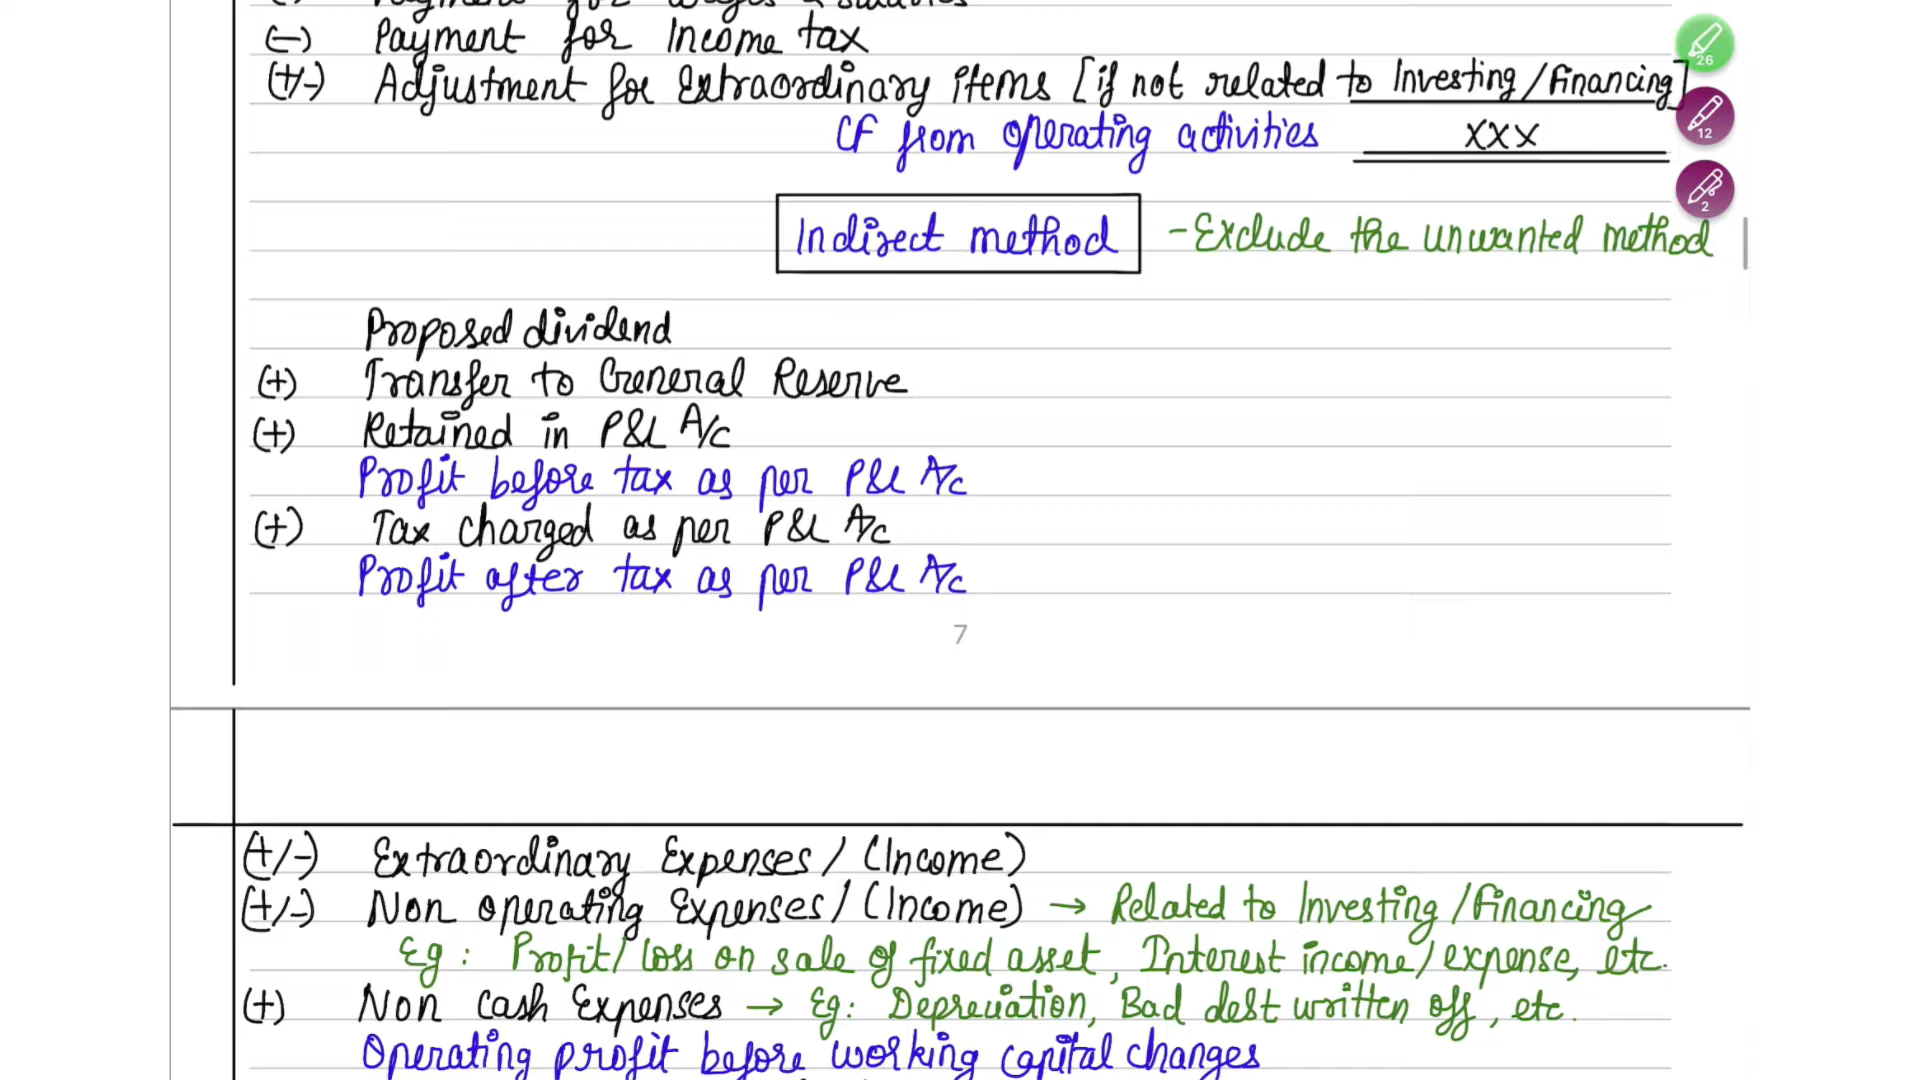 (-) Payment for Income tax
(+/-) Adjustment for Extraordinary items [if not related to Investing/financing]
CF from operating activities XXX
Indirect method - Exclude the unwanted method
Proposed dividend
(+) Transfer to General Reserve
(+) Retained in P&L A/c
Profit before tax as per P&L A/c
(+) Tax charged as per P&L A/c
Profit after tax as per P&L A/c
7
(+/-) Extraordinary Expenses / (Income)
(+/-) Non operating Expenses / (Income) → Related to Investing/financing
Eg : Profit/loss on sale of fixed asset, Interest income/expense, etc.
(+) Non cash Expenses → Eg: Depreciation, Bad debt written off, etc.
Operating profit before working capital changes
26
12
2